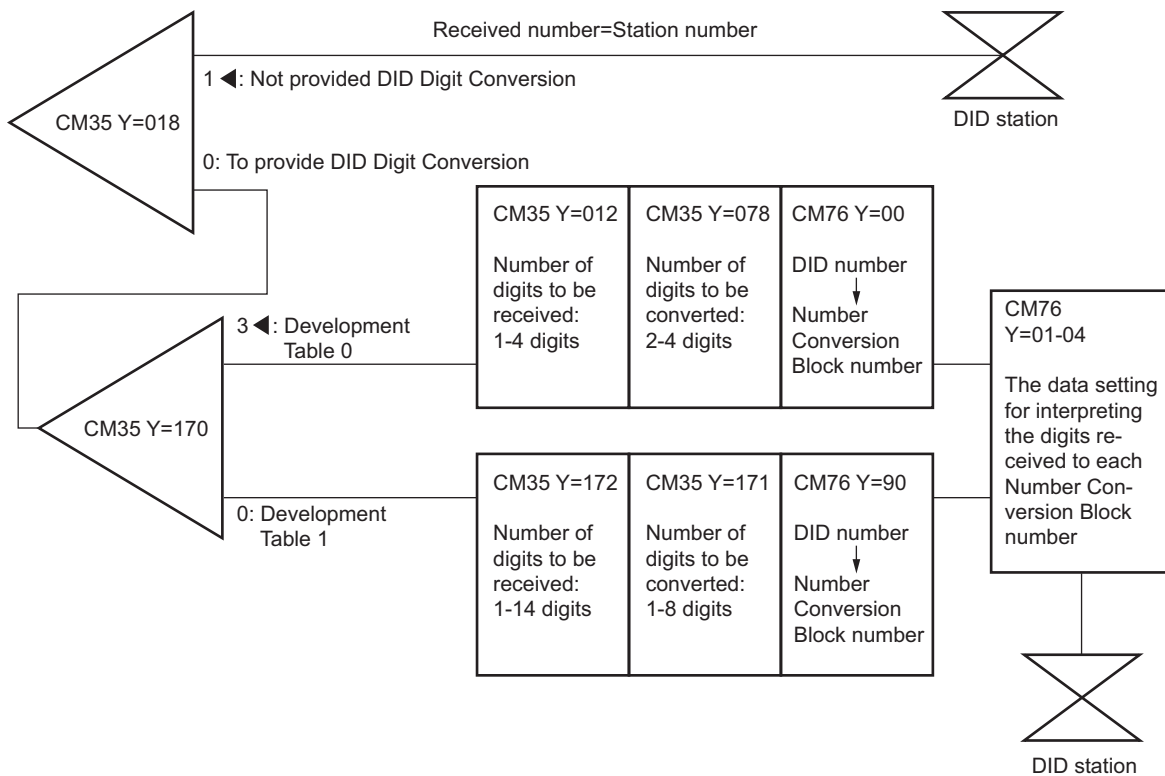 Received number=Station number
1 ◄: Not provided DID Digit Conversion
CM35 Y=018
DID station
0: To provide DID Digit Conversion
CM35 Y=012
Number of
digits to be
received:
1-4 digits
CM35 Y=078
Number of
digits to be
converted:
2-4 digits
CM76 Y=00
DID number
Number
Conversion
Block number
3 ◄: Development
Table 0
CM35 Y=170
0: Development
Table 1
CM35 Y=172
Number of
digits to be
received:
1-14 digits
CM35 Y=171
Number of
digits to be
converted:
1-8 digits
CM76 Y=90
DID number
Number
Conversion
Block number
CM76
Y=01-04
The data setting
for interpreting
the digits re-
ceived to each
Number Con-
version Block
number
DID station